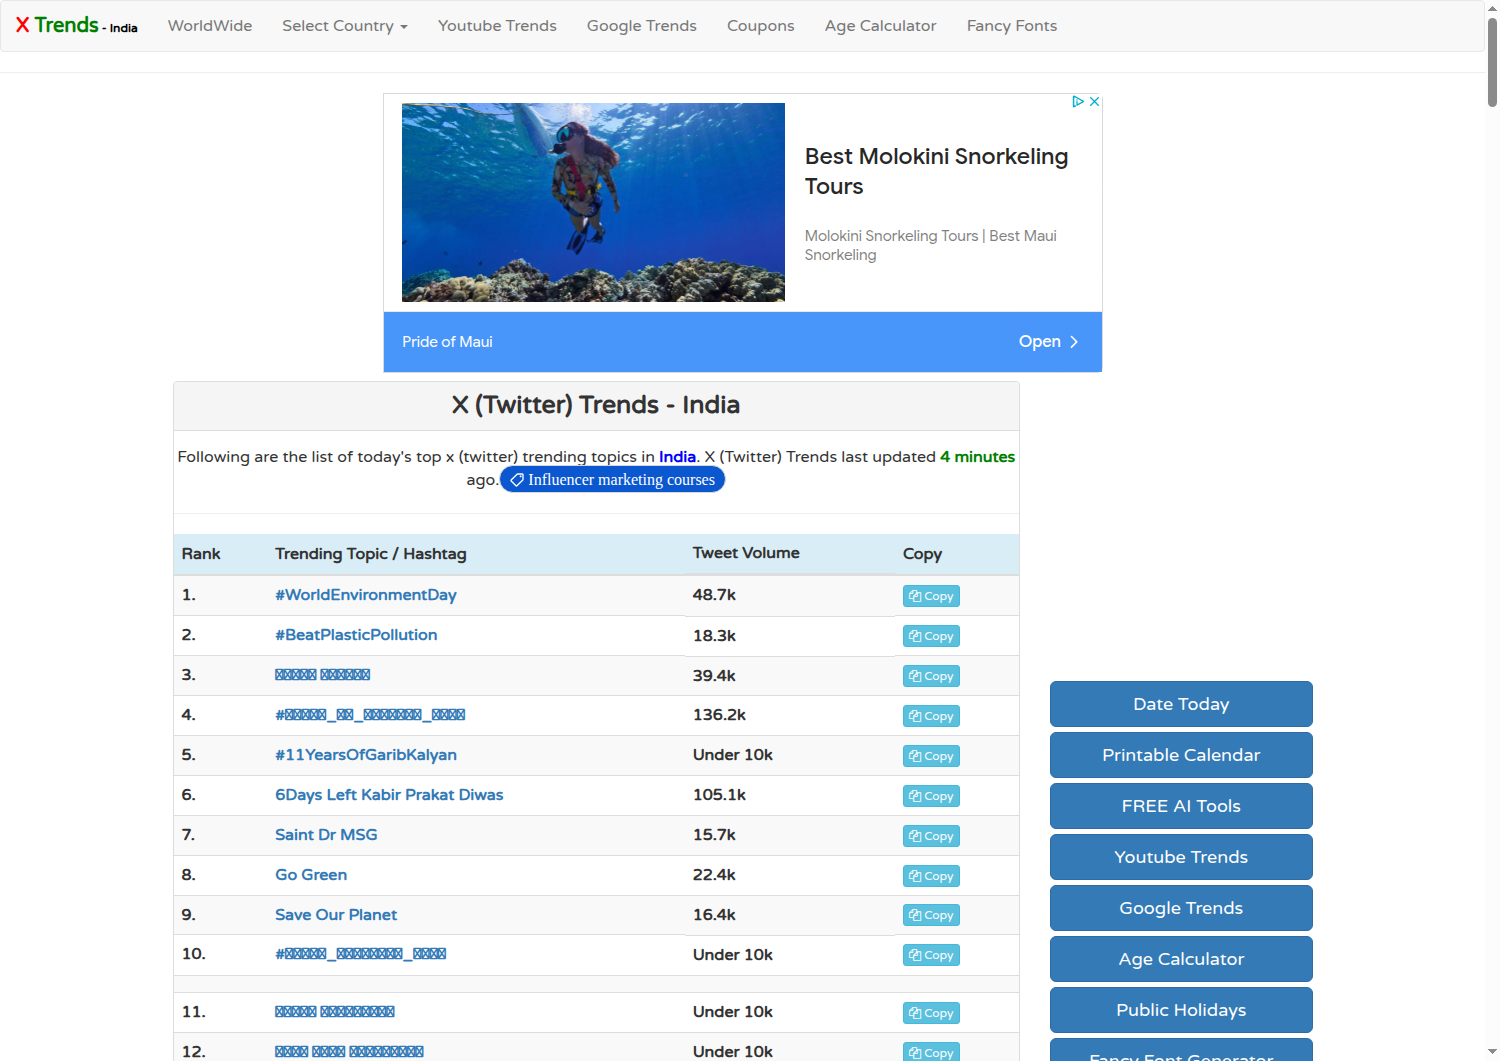 X Trends - India
WorldWide
Select Country
Youtube Trends
Google Trends
Coupons
Age Calculator
Fancy Fonts
Best Molokini Snorkeling
Tours
Molokini Snorkeling Tours | Best Maui
Snorkeling
Pride of Maui
Open
X (Twitter) Trends - India
Following are the list of today's top x (twitter) trending topics in India. X (Twitter) Trends last updated 4 minutes
ago. Influencer marketing courses
Rank Trending Topic / Hashtag Tweet Volume Copy
1. #WorldEnvironmentDay 48.7k Copy
2. #BeatPlasticPollution 18.3k Copy
3. 39.4k Copy
4. 136.2k Copy
5. #11YearsOfGaribKalyan Under 10k Copy
6. 6Days Left Kabir Prakat Diwas 105.1k Copy
7. Saint Dr MSG 15.7k Copy
8. Go Green 22.4k Copy
9. Save Our Planet 16.4k Copy
10. Under 10k Copy
11. Under 10k Copy
12. Under 10k Copy
Date Today
Printable Calendar
FREE AI Tools
Youtube Trends
Google Trends
Age Calculator
Public Holidays
Fancy Font Generator